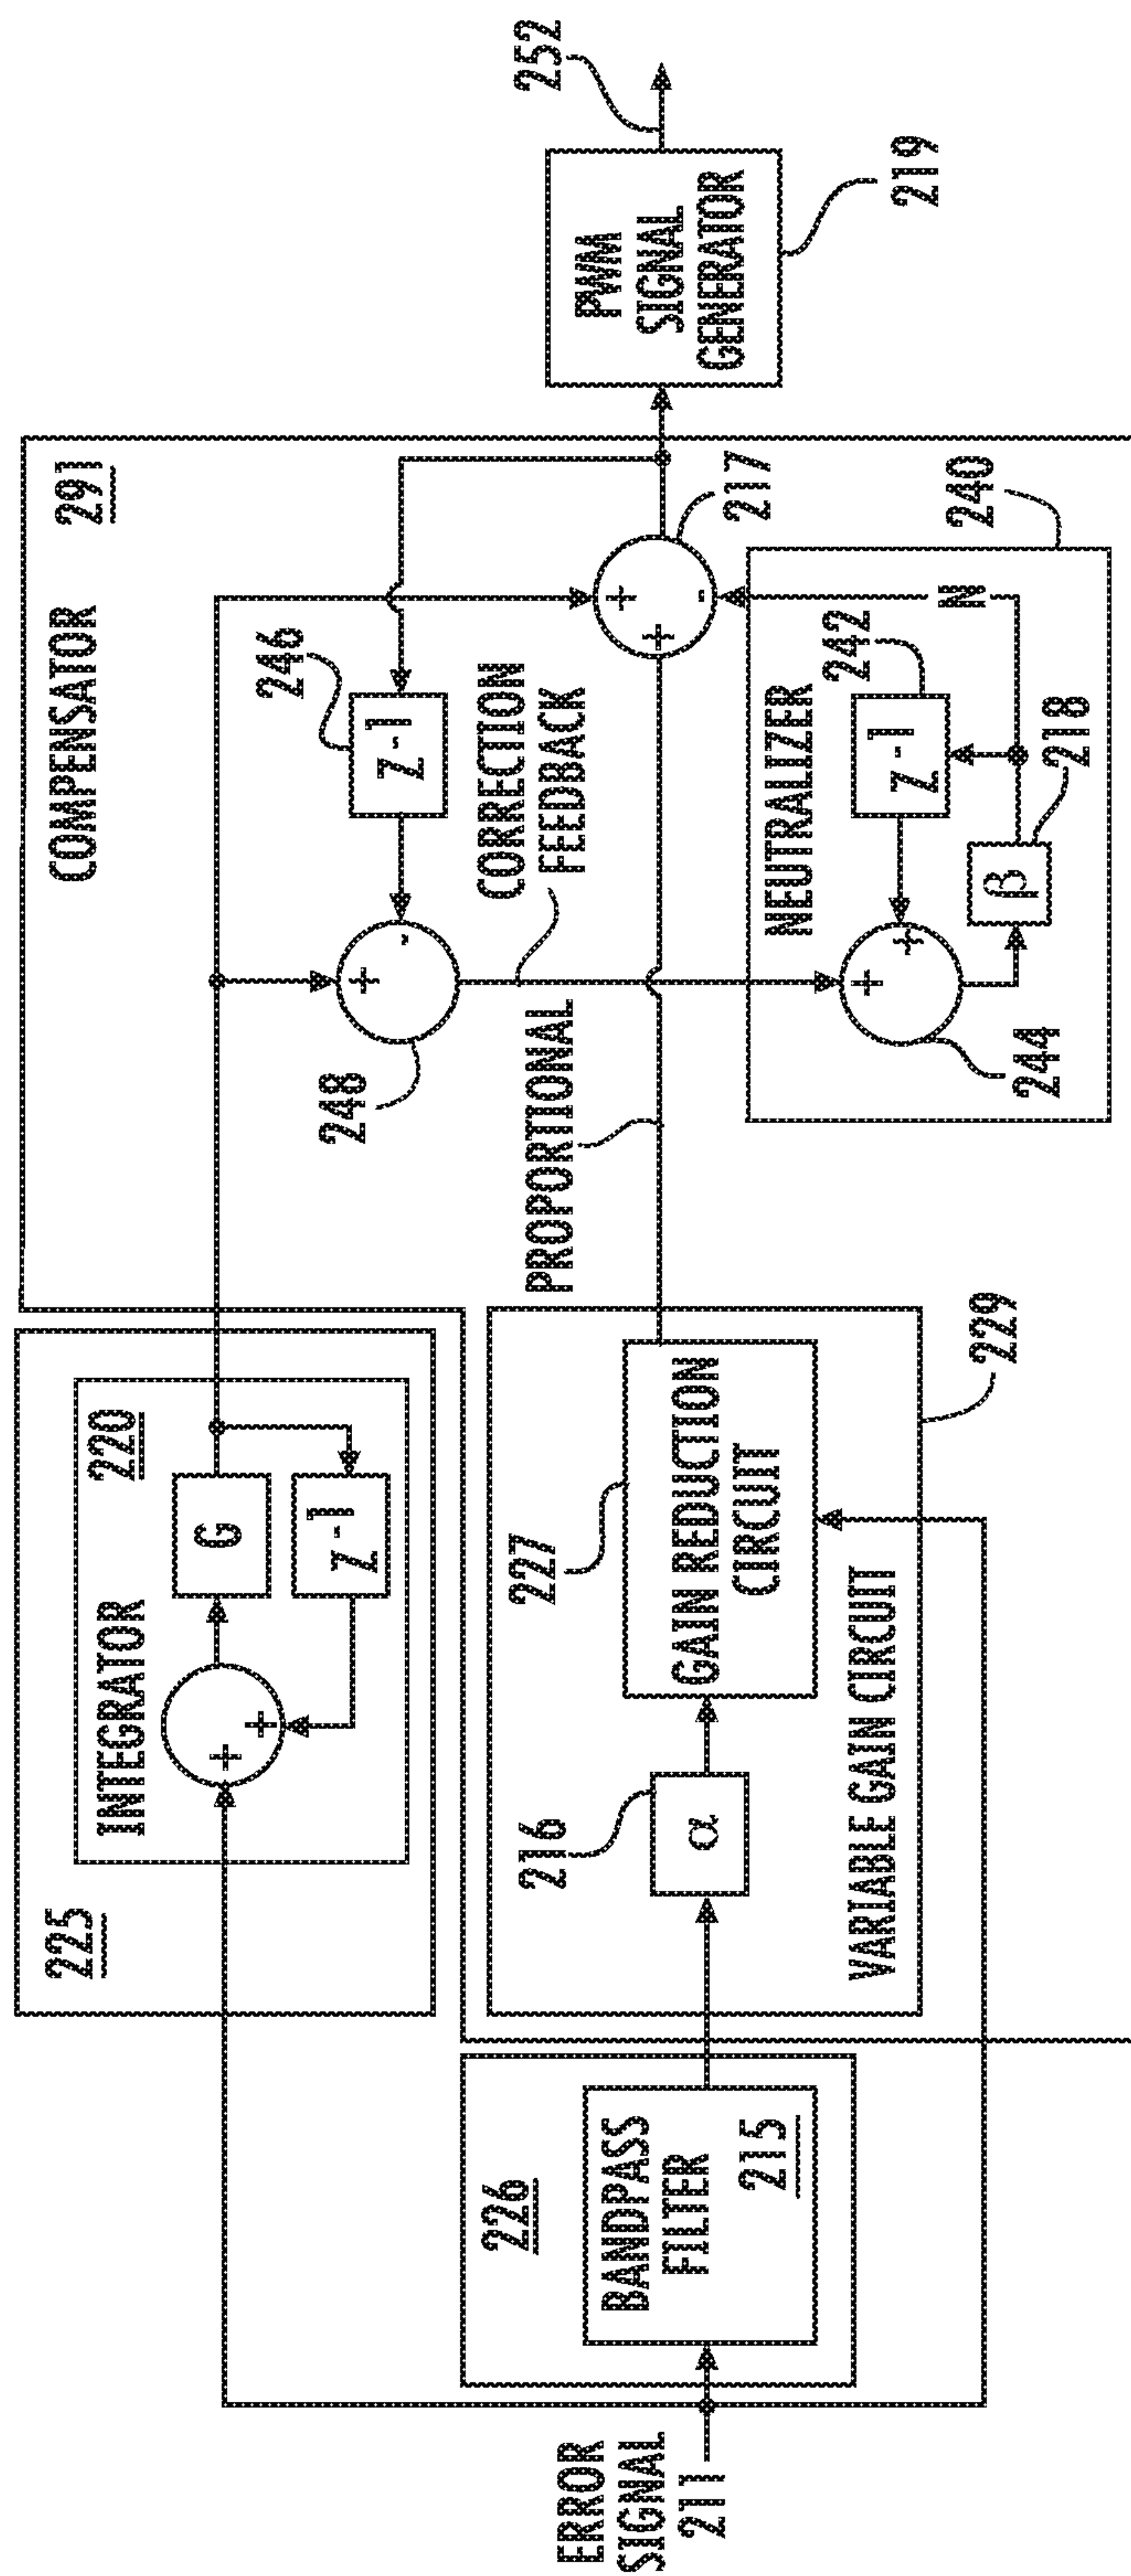 ERROR
SIGNAL
211
226
BANDPASS
FILTER
215
225
INTEGRATOR
220
+
+
G
Z-1
216
α
227
GAIN REDUCTION
CIRCUIT
VARIABLE GAIN CIRCUIT
229
COMPENSATOR
291
246
Z-1
248
+
-
CORRECTION
FEEDBACK
PROPORTIONAL
+
+
-
217
NEUTRALIZER
242
Z-1
+
+
244
β
218
N
240
PWM
SIGNAL
GENERATOR
219
252